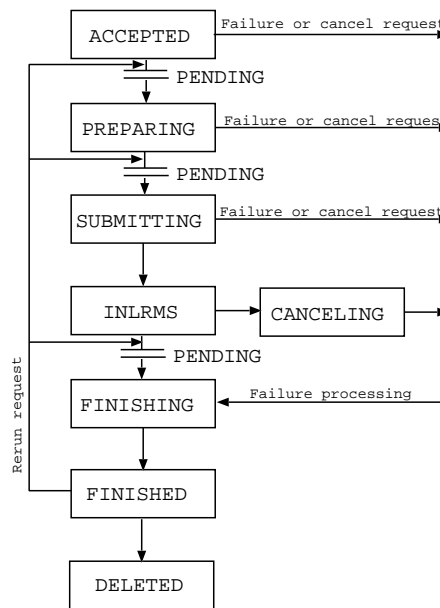 Failure or cancel request
ACCEPTED
PENDING
Failure or cancel request
PREPARING
PENDING
Failure or cancel request
SUBMITTING
INLRMS
CANCELING
PENDING
Failure processing
FINISHING
Rerun request
FINISHED
DELETED